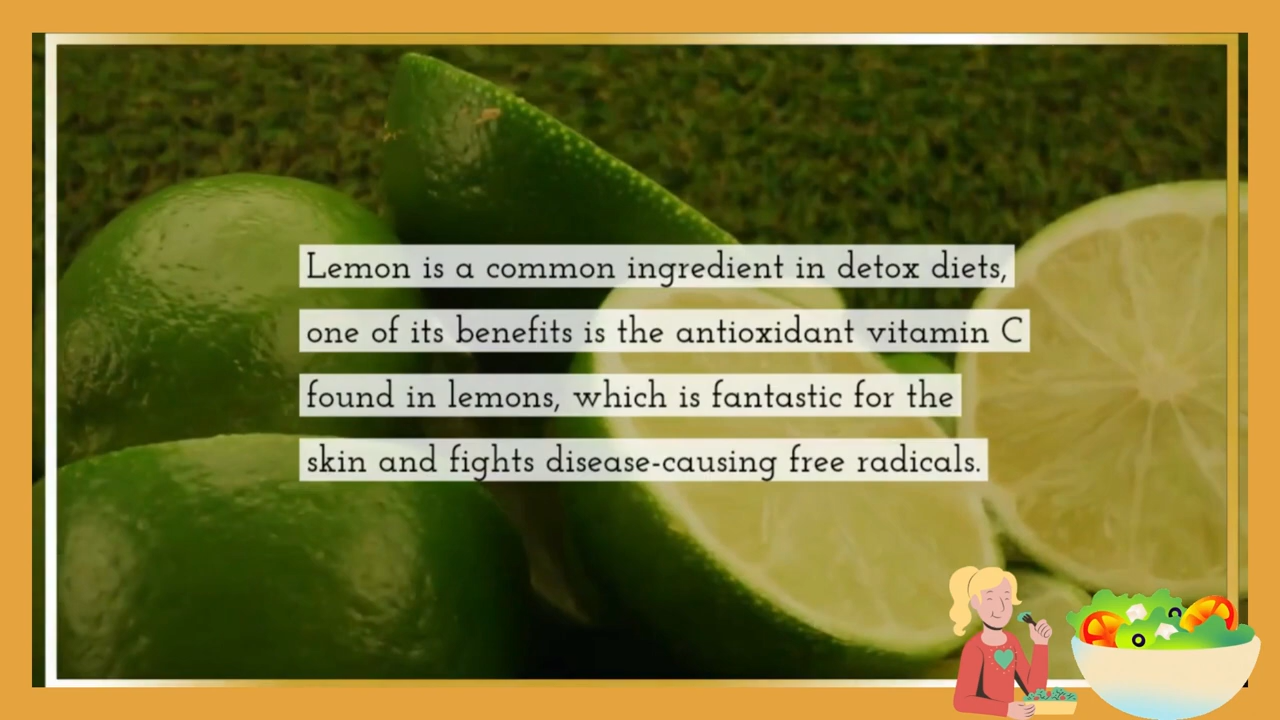 Lemon is a common ingredient in detox diets,
one of its benefits is the antioxidant vitamin C
found in lemons, which is fantastic for the
skin and fights disease-causing free radicals.